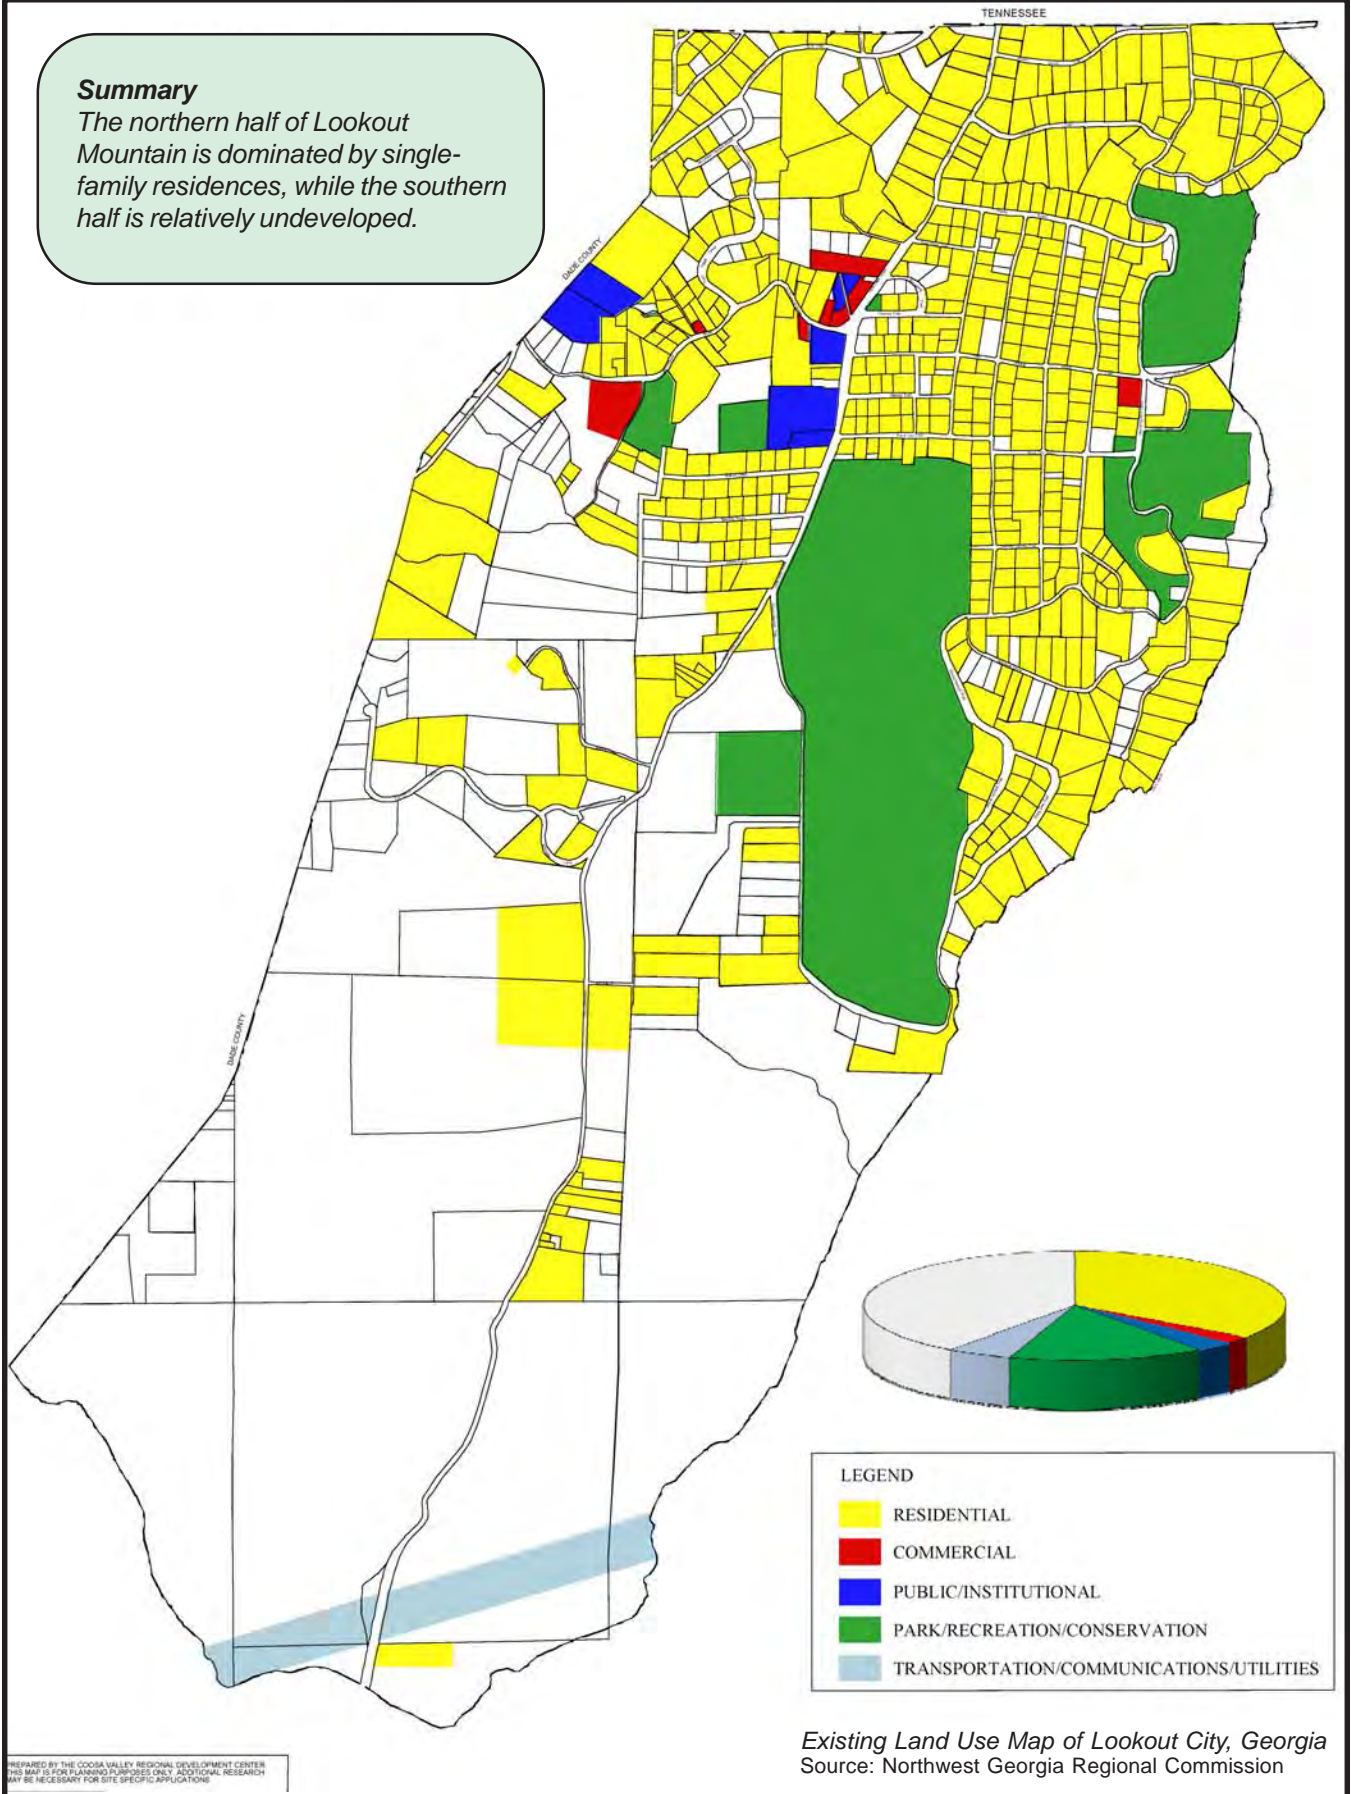 TENNESSEE
Summary
The northern half of Lookout
Mountain is dominated by single-
family residences, while the southern
half is relatively undeveloped.
DADE COUNTY
DADE COUNTY
LEGEND
RESIDENTIAL
COMMERCIAL
PUBLIC/INSTITUTIONAL
PARK/RECREATION/CONSERVATION
TRANSPORTATION/COMMUNICATIONS/UTILITIES
Existing Land Use Map of Lookout City, Georgia
Source: Northwest Georgia Regional Commission
PREPARED BY THE COOSA VALLEY REGIONAL DEVELOPMENT CENTER
THIS MAP IS FOR PLANNING PURPOSES ONLY. ADDITIONAL RESEARCH
MAY BE NECESSARY FOR SITE SPECIFIC APPLICATIONS